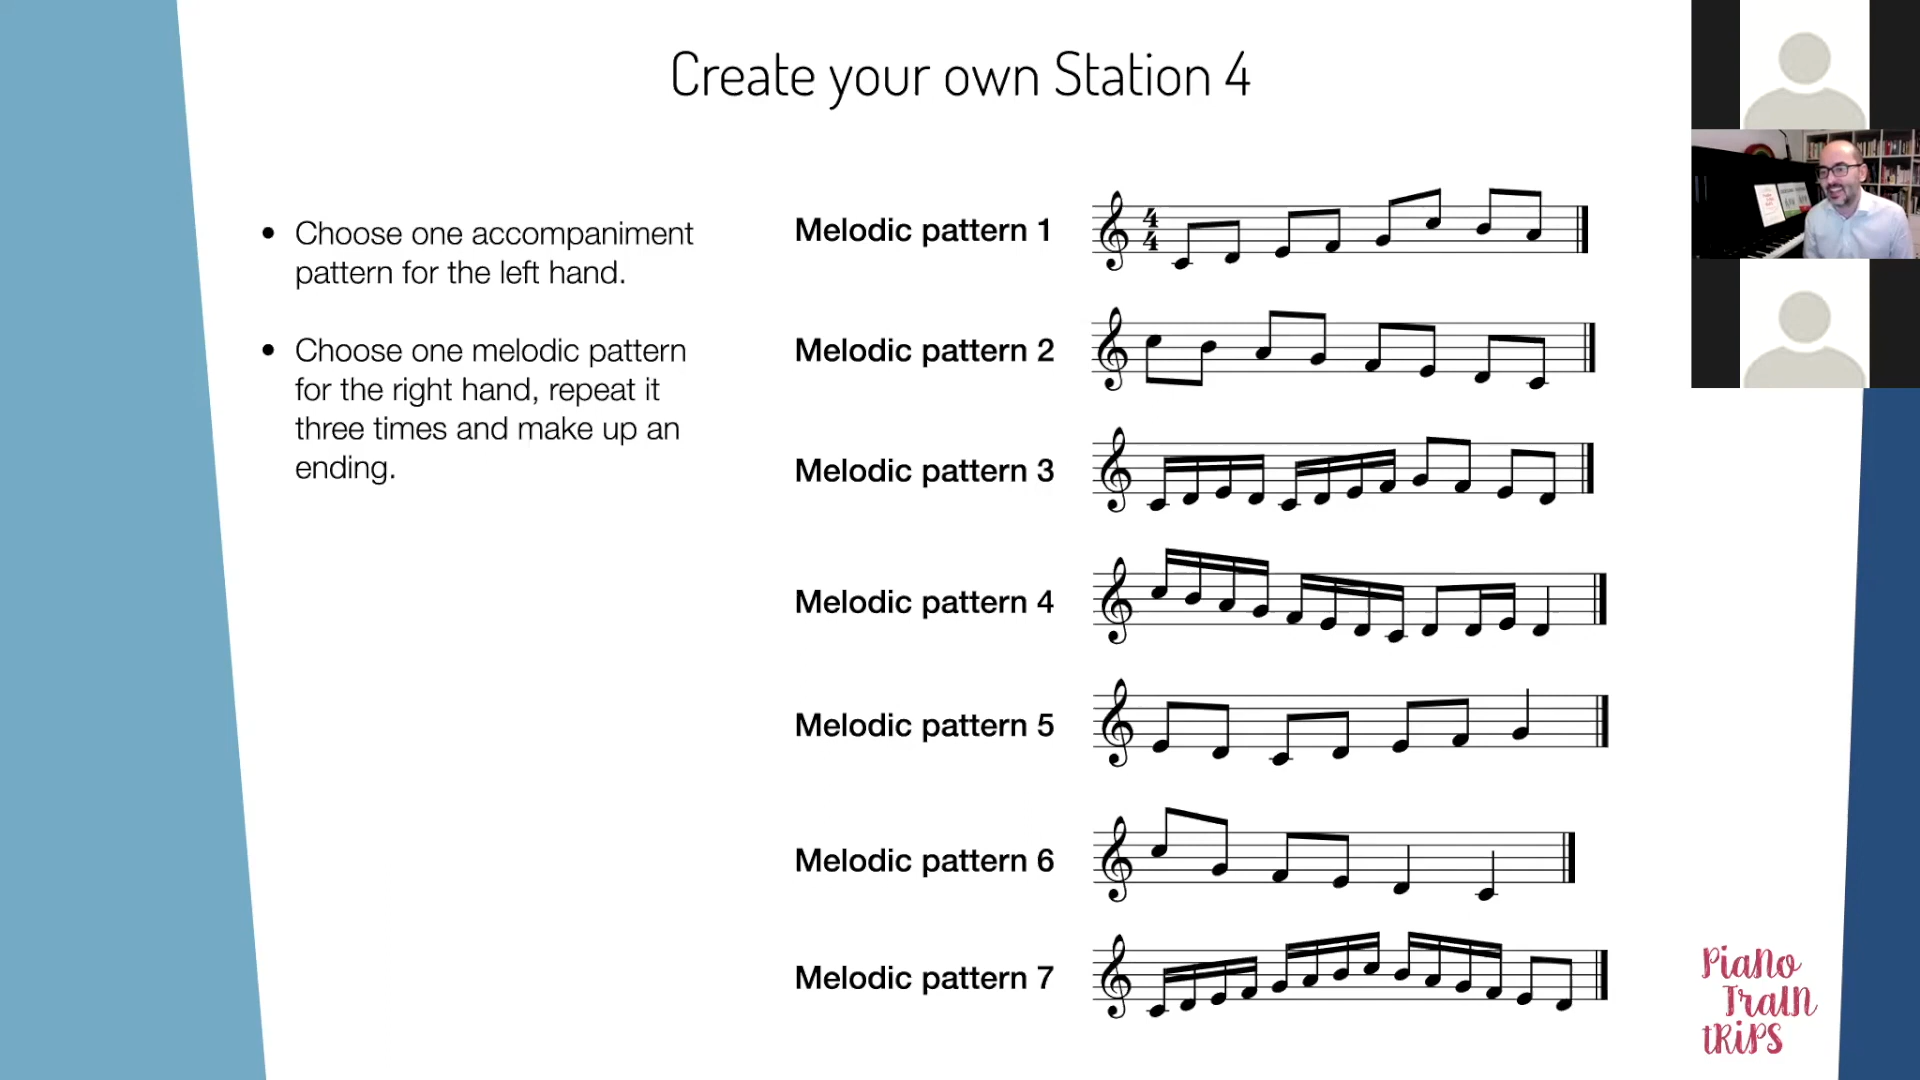 Create your own Station 4
• Choose one accompaniment
pattern for the left hand.
• Choose one melodic pattern
for the right hand, repeat it
three times and make up an
ending.
Melodic pattern 1
4
4
Melodic pattern 2
Melodic pattern 3
Melodic pattern 4
Melodic pattern 5
Melodic pattern 6
Melodic pattern 7
Piano
Train
Trips